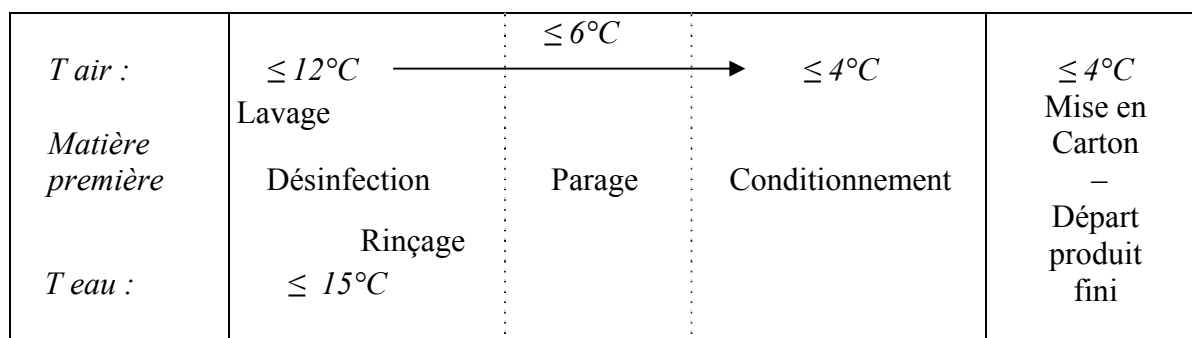 ≤ 6°C
T air : ≤ 12°C ≤ 4°C ≤ 4°C
Lavage Mise en
Matière Carton
première Désinfection Parage Conditionnement –
Départ
Rinçage produit
T eau : ≤ 15°C fini